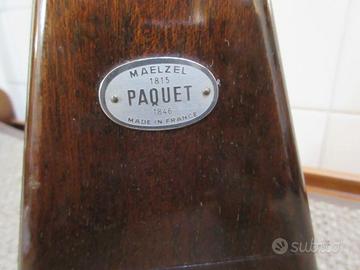 MAELZEL
1815
PAQUET
1846
MADE IN FRANCE
subito